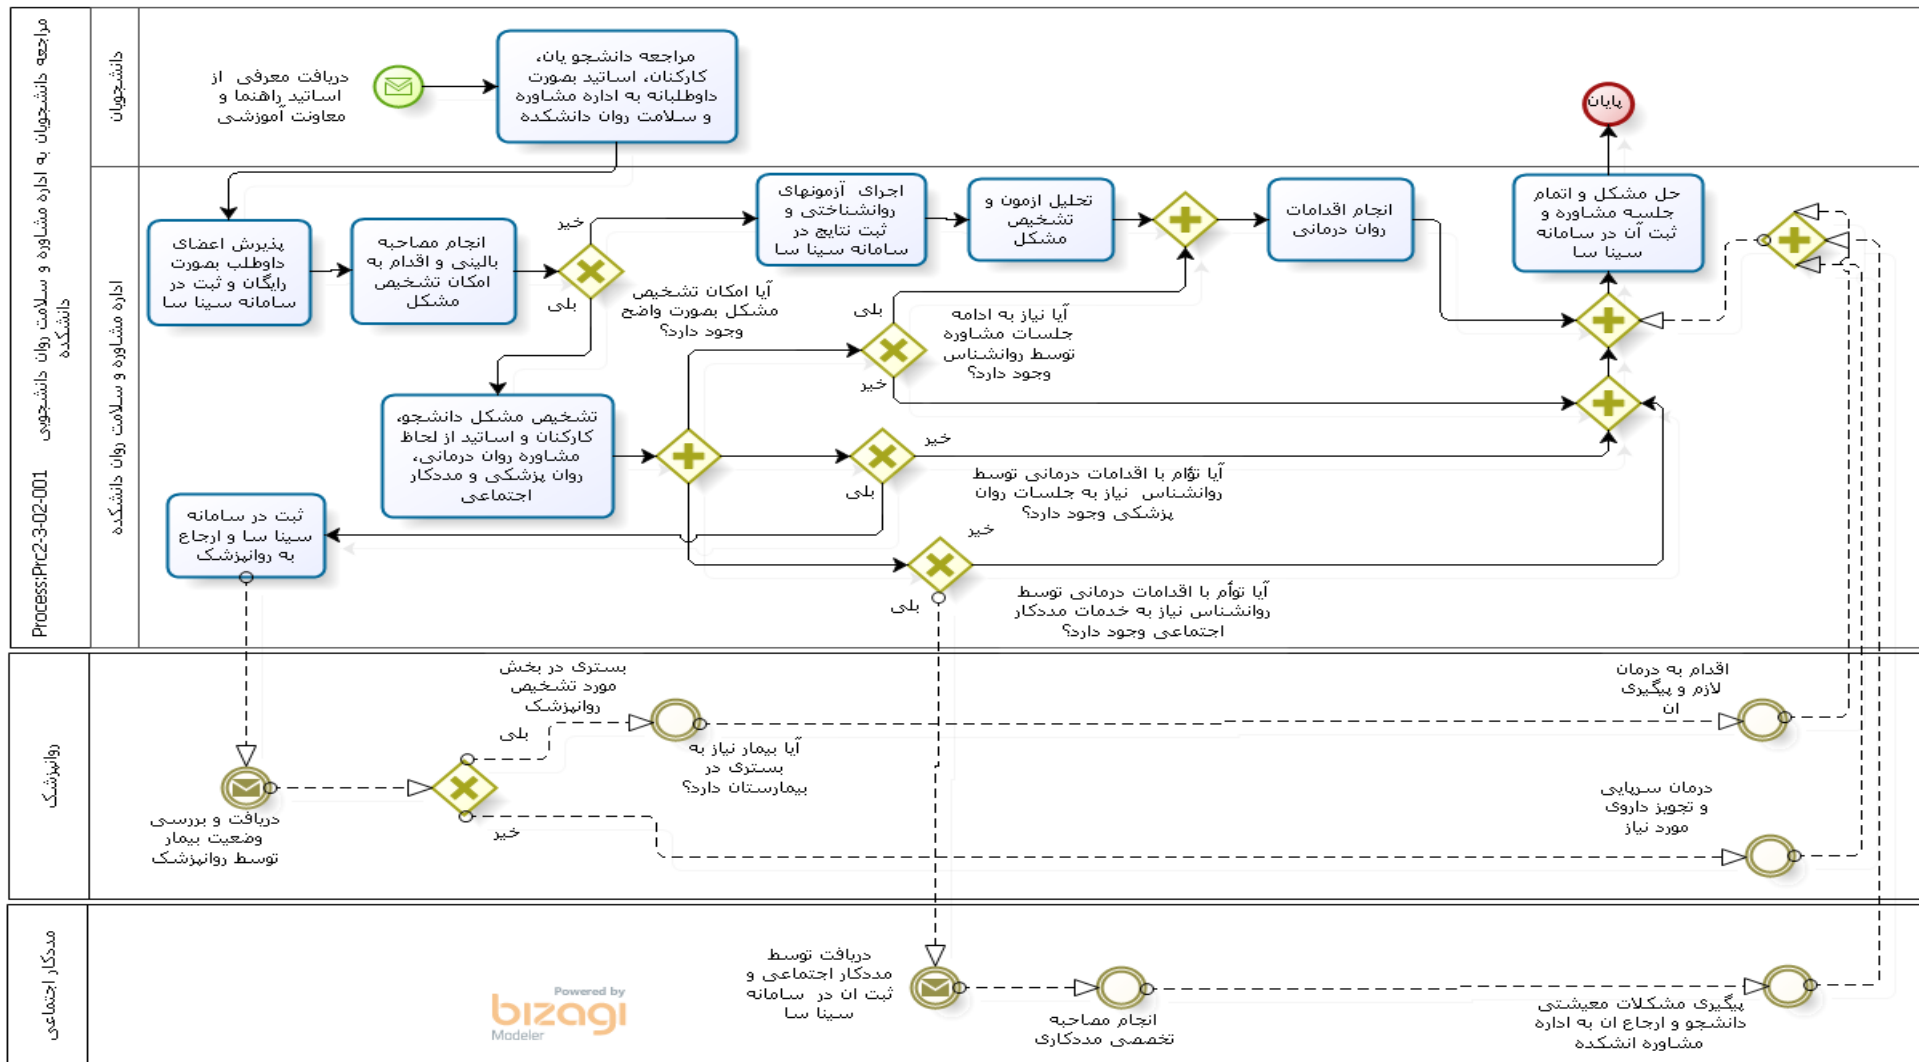 مراجعه دانشجویان به اداره مشاوره و سلامت روان دانشجویی
دانشکده
Process:Prc2-3-02-001
دانشجویان
دریافت معرفی از
اساتید راهنما و
معاونت آموزشی
مراجعه دانشجو یان،
کارکنان، اساتید بصورت
داوطلبانه به اداره مشاوره
و سلامت روان دانشکده
پایان
اداره مشاوره و سلامت روان دانشکده
پذیرش اعضای
داوطلب بصورت
رایگان و ثبت در
سامانه سینا سا
انجام مصاحبه
بالینی و اقدام به
امکان تشخیص
مشکل
خیر
بلی
آیا امکان تشخیص
مشکل بصورت واضح
وجود دارد؟
اجرای آزمونهای
روانشناختی و
ثبت نتایج در
سامانه سینا سا
تحلیل ازمون و
تشخیص
مشکل
انجام اقدامات
روان درمانی
حل مشکل و اتمام
جلسه مشاوره و
ثبت آن در سامانه
سینا سا
بلی
خیر
آیا نیاز به ادامه
جلسات مشاوره
توسط روانشناس
وجود دارد؟
تشخیص مشکل دانشجو،
کارکنان و اساتید از لحاظ
مشاوره روان درمانی،
روان پزشکی و مددکار
اجتماعی
خیر
بلی
آیا تؤام با اقدامات درمانی توسط
روانشناس نیاز به جلسات روان
پزشکی وجود دارد؟
ثبت در سامانه
سینا سا و ارجاع
به روانپزشک
خیر
بلی
آیا توأم با اقدامات درمانی توسط
روانشناس نیاز به خدمات مددکار
اجتماعی وجود دارد؟
روانپزشک
دریافت و بررسی
وضعیت بیمار
توسط روانپزشک
بلی
خیر
بستری در بخش
مورد تشخیص
روانپزشک
آیا بیمار نیاز به
بستری در
بیمارستان دارد؟
اقدام به درمان
لازم و پیگیری
ان
درمان سرپایی
و تجویز داروی
مورد نیاز
مددکار اجتماعی
دریافت توسط
مددکار اجتماعی و
ثبت ان در سامانه
سینا سا
انجام مصاحبه
تخصصی مددکاری
پیگیری مشکلات معیشتی
دانشجو و ارجاع ان به اداره
مشاوره انشکده
Powered by
bizagi
Modeler